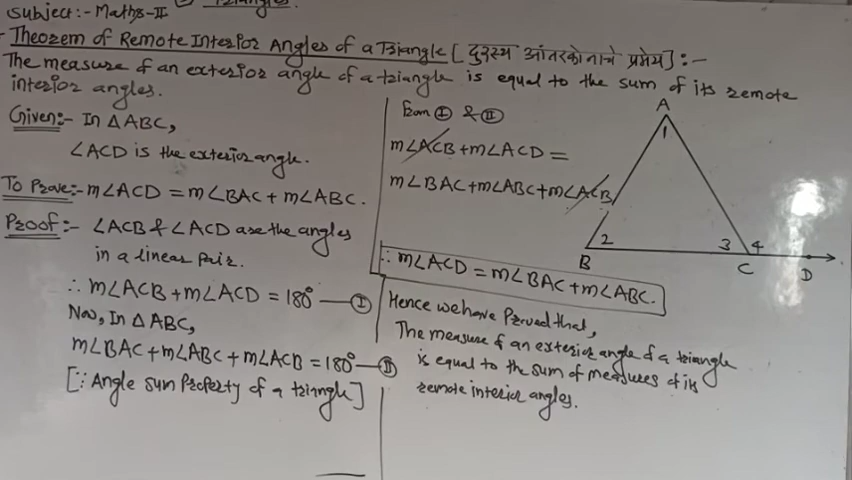 Subject:- Maths-II
Triangles.
Theorem of Remote Interior Angles of a Triangle [दुरस्थ आंतरकोनाचे प्रमेय] :-
The measure of an exterior angle of a triangle is equal to the sum of its remote
interior angles.
Given:- In △ABC,
∠ACD is the exterior angle.
To Prove:- m∠ACD = m∠BAC + m∠ABC.
Proof:- ∠ACB & ∠ACD are the angles
in a linear pair.
∴ m∠ACB + m∠ACD = 180° — Ⓘ
Now, In △ABC,
m∠BAC + m∠ABC + m∠ACB = 180° — Ⓘⓘ
[∵ Angle sum Property of a triangle]
From Ⓘ & Ⓘⓘ
m∠ACB + m∠ACD =
m∠BAC + m∠ABC + m∠ACB
∴ m∠ACD = m∠BAC + m∠ABC.
Hence we have Proved that,
The measure of an exterior angle of a triangle
is equal to the sum of measures of its
remote interior angles.
A
1
2
3 4
B
C
D